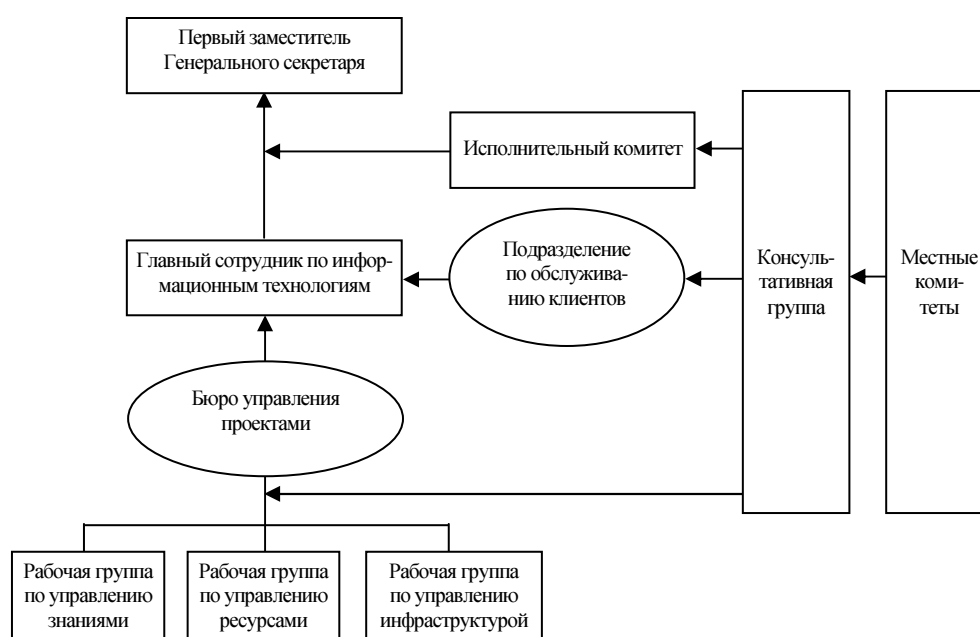 Первый заместитель
Генерального секретаря
Исполнительный комитет
Главный сотрудник по инфор-
мационным технологиям
Подразделение
по обслужива-
нию клиентов
Консуль-
тативная
группа
Местные
коми-
теты
Бюро управления
проектами
Рабочая группа
по управлению
знаниями
Рабочая группа
по управлению
ресурсами
Рабочая группа
по управлению
инфраструктурой